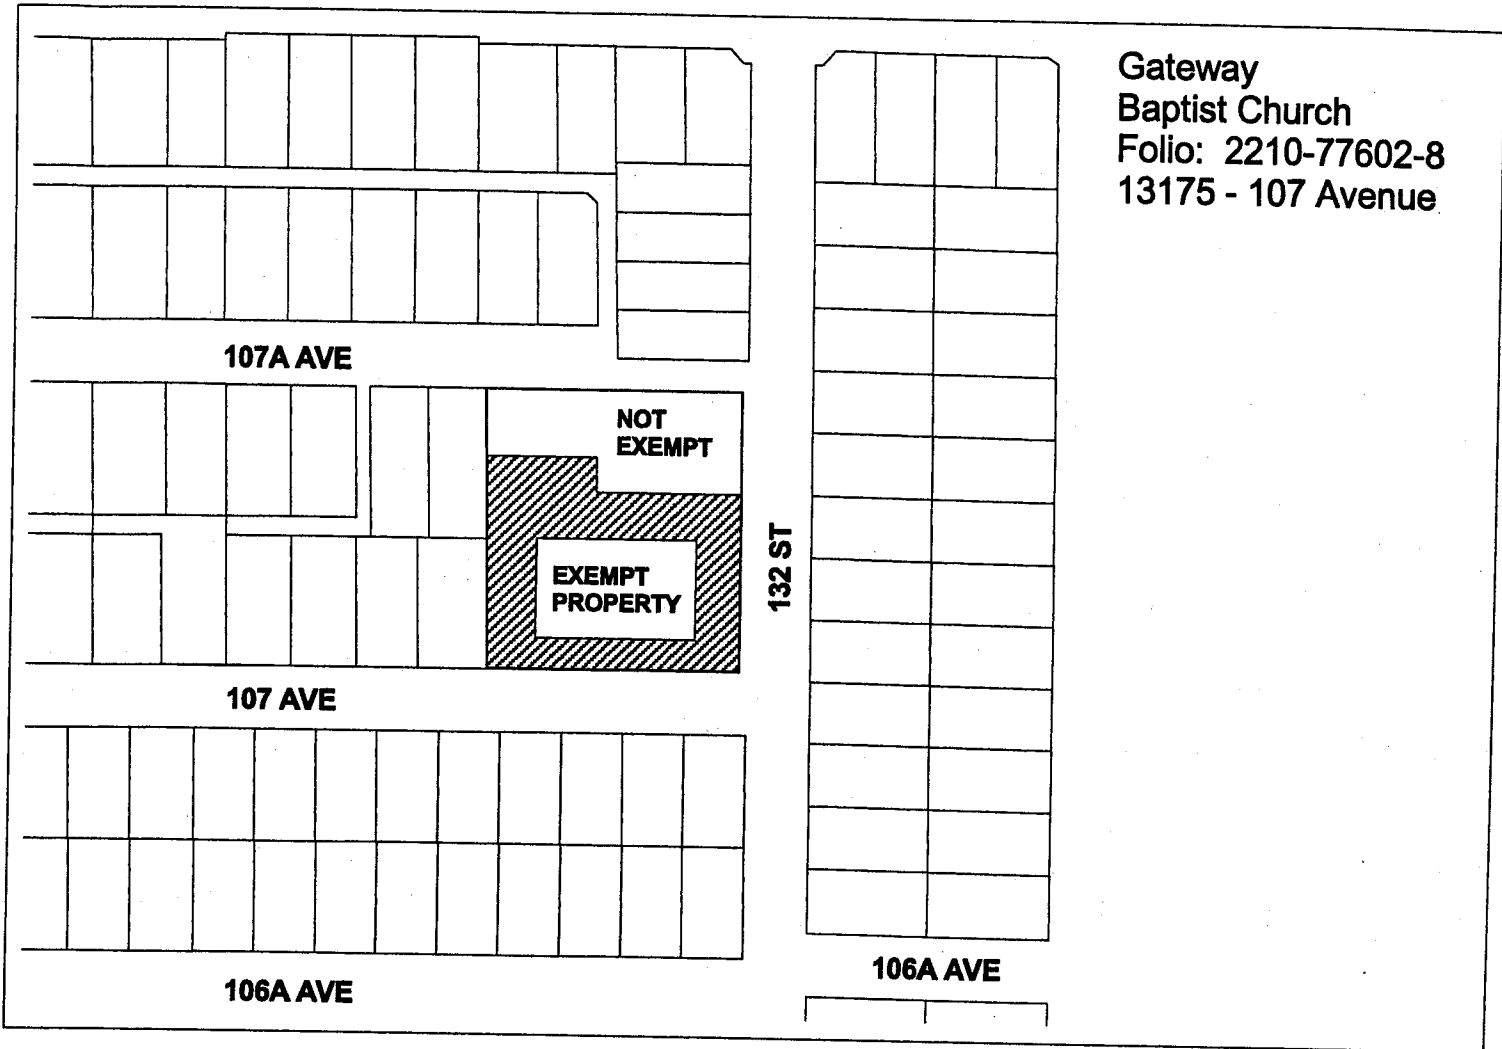 Gateway
Baptist Church
Folio: 2210-77602-8
13175 - 107 Avenue
107A AVE
NOT
EXEMPT
EXEMPT
PROPERTY
132 ST
107 AVE
106A AVE
106A AVE